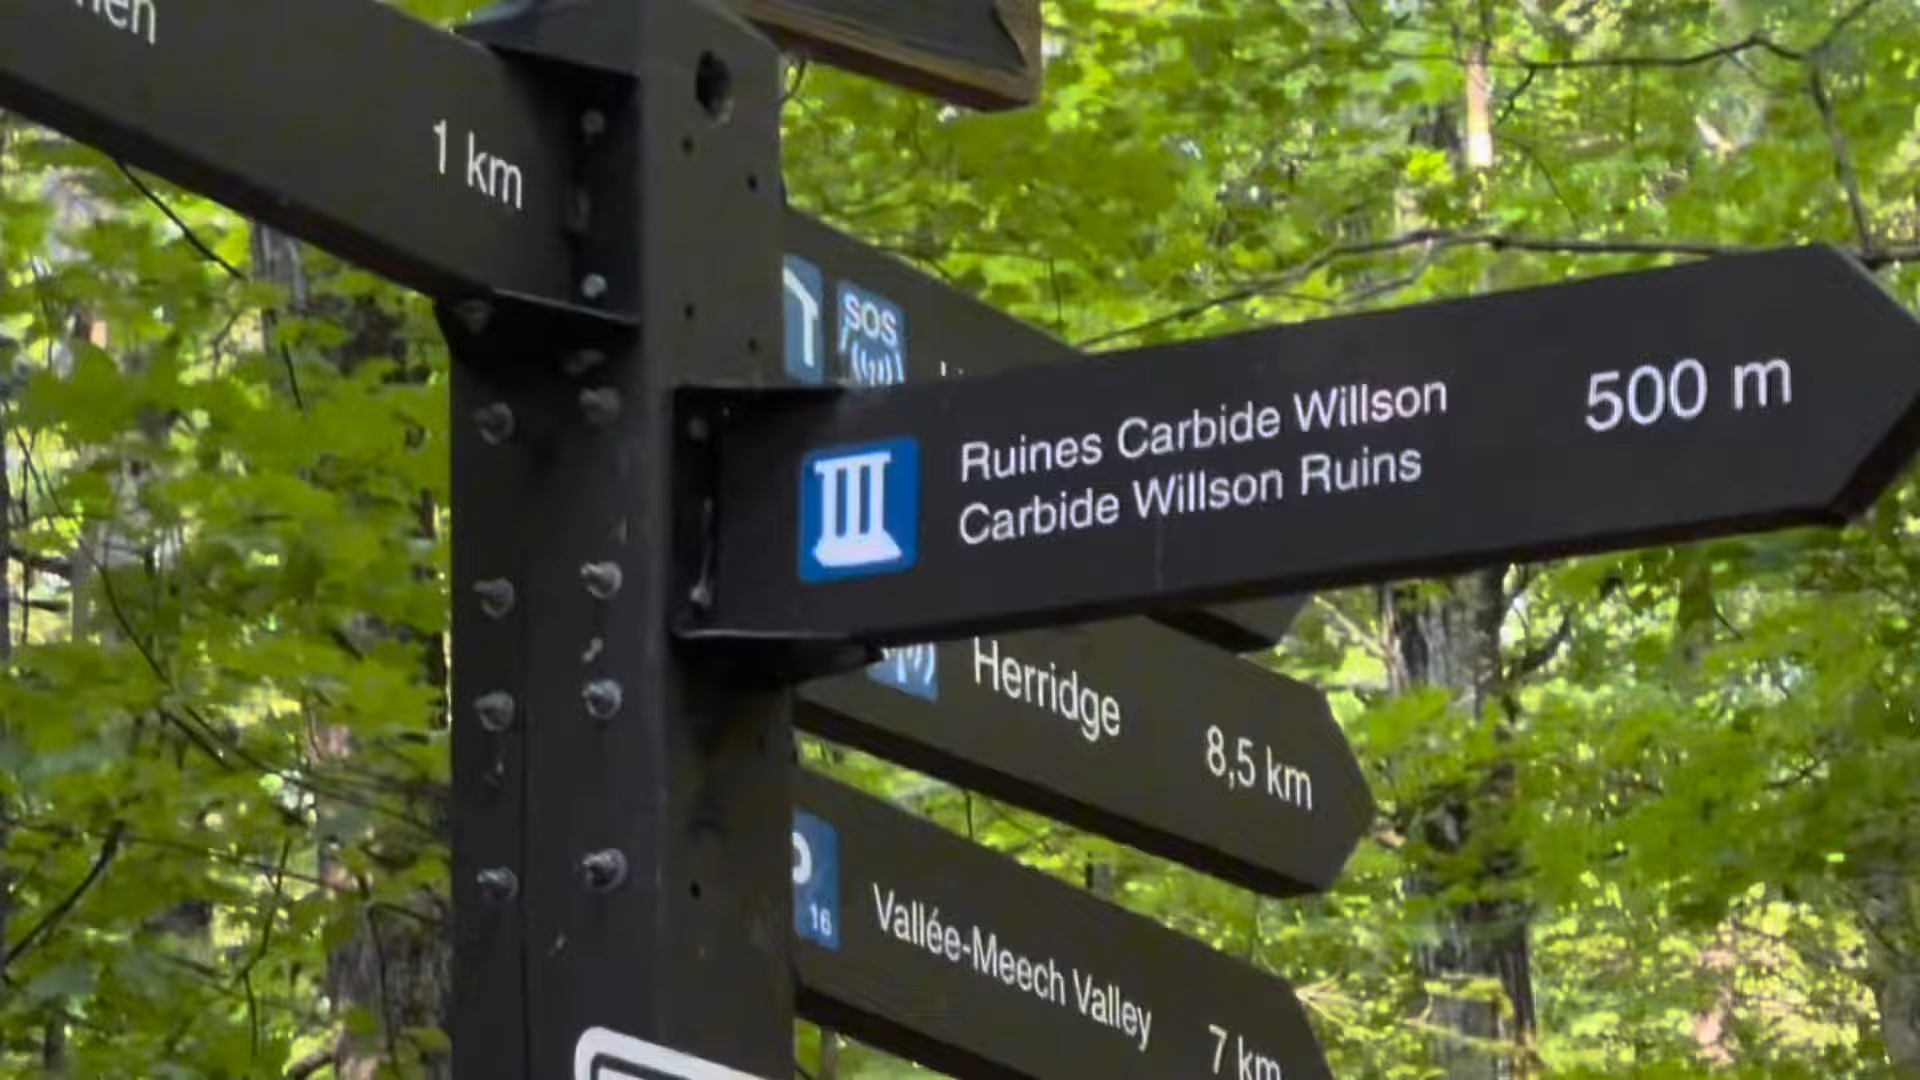 1 km
SOS
Ruines Carbide Willson
Carbide Willson Ruins
500 m
Herridge
8,5 km
16
Vallée-Meech Valley
7 km